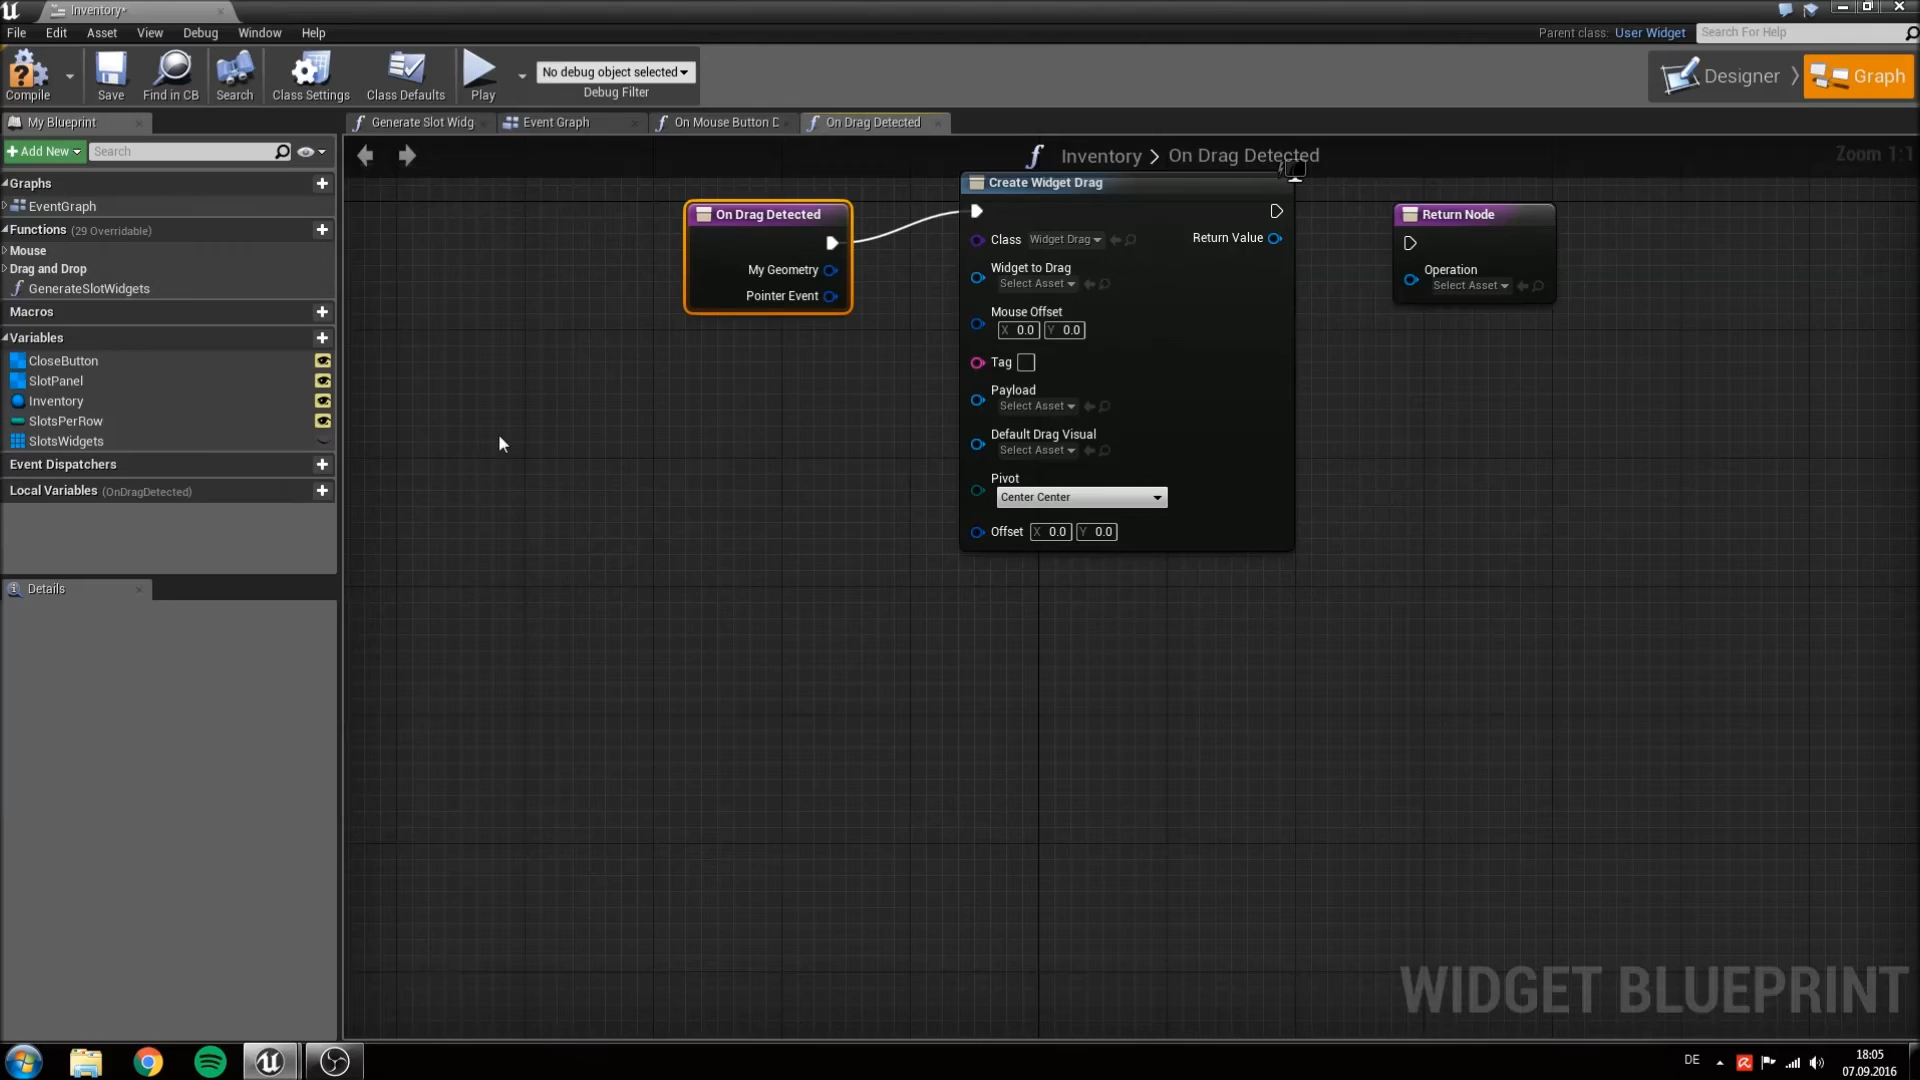 Inventory*
File Edit Asset View Debug Window Help
Parent class: User Widget Search For Help
Compile Save Find in CB Search Class Settings Class Defaults Play
No debug object selected
Debug Filter
Designer Graph
My Blueprint
Generate Slot Widg Event Graph On Mouse Button D On Drag Detected
Add New Search
Inventory > On Drag Detected
Zoom 1:1
Graphs
EventGraph
Functions (29 Overridable)
Mouse
Drag and Drop
GenerateSlotWidgets
Macros
Variables
CloseButton
SlotPanel
Inventory
SlotsPerRow
SlotsWidgets
Event Dispatchers
Local Variables (OnDragDetected)
Details
On Drag Detected
My Geometry
Pointer Event
Create Widget Drag
Class Widget Drag
Return Value
Widget to Drag
Select Asset
Mouse Offset
X 0.0 Y 0.0
Tag
Payload
Select Asset
Default Drag Visual
Select Asset
Pivot
Center Center
Offset X 0.0 Y 0.0
Return Node
Operation
Select Asset
WIDGET BLUEPRINT
DE
18:05
07.09.2016